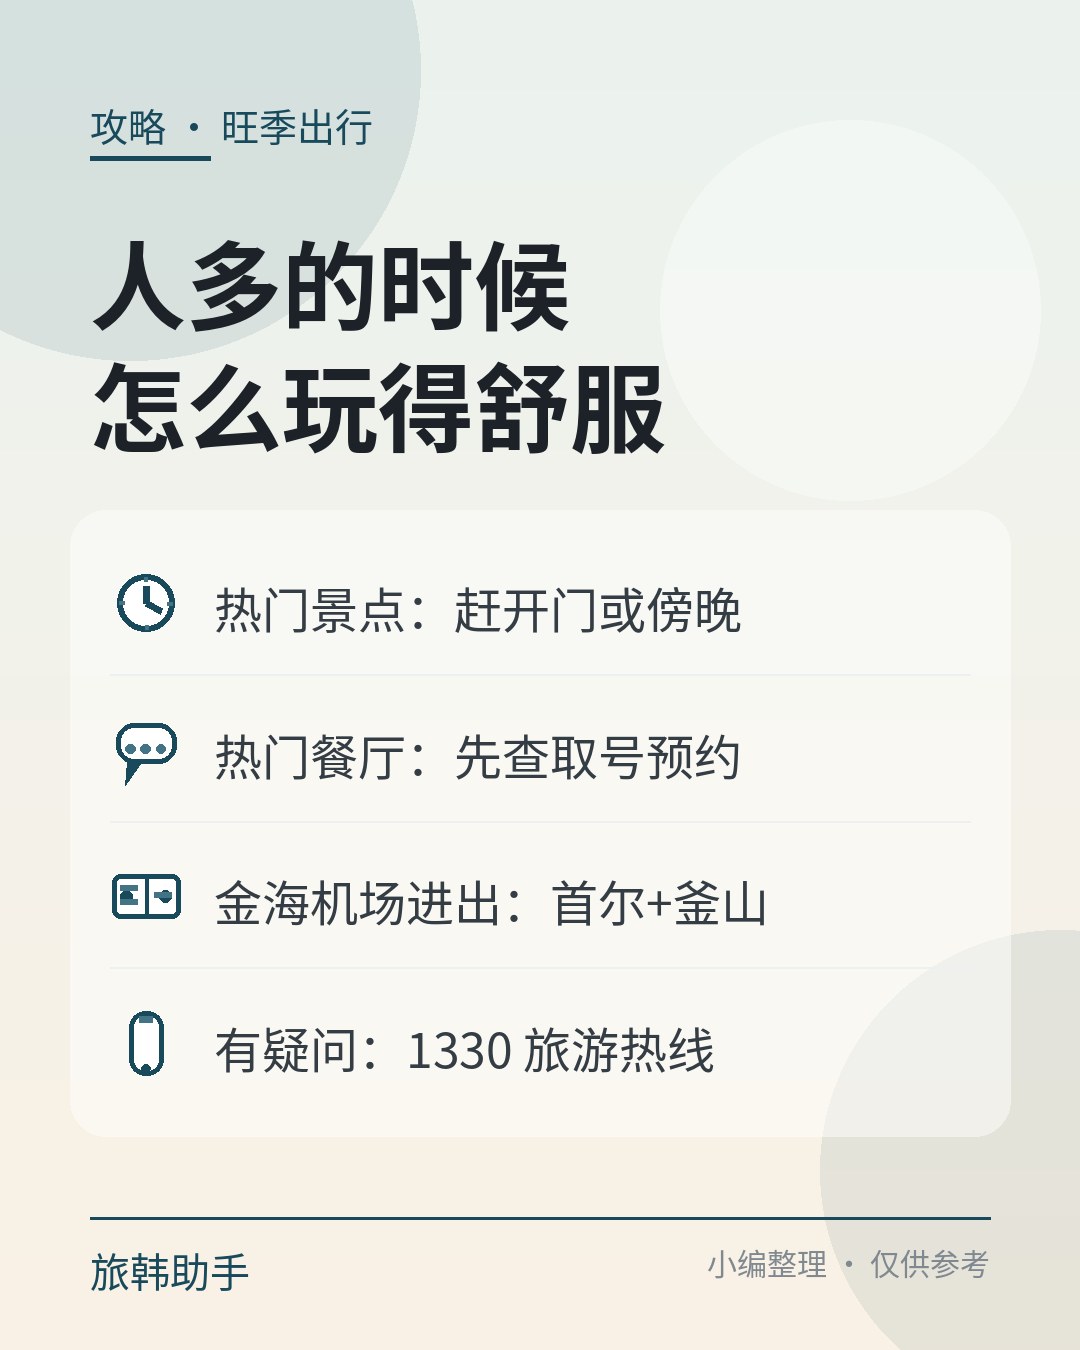 攻略 · 旺季出行
人多的时候
怎么玩得舒服
热门景点：赶开门或傍晚
热门餐厅：先查取号预约
金海机场进出：首尔+釜山
有疑问：1330 旅游热线
旅韩助手
小编整理 · 仅供参考